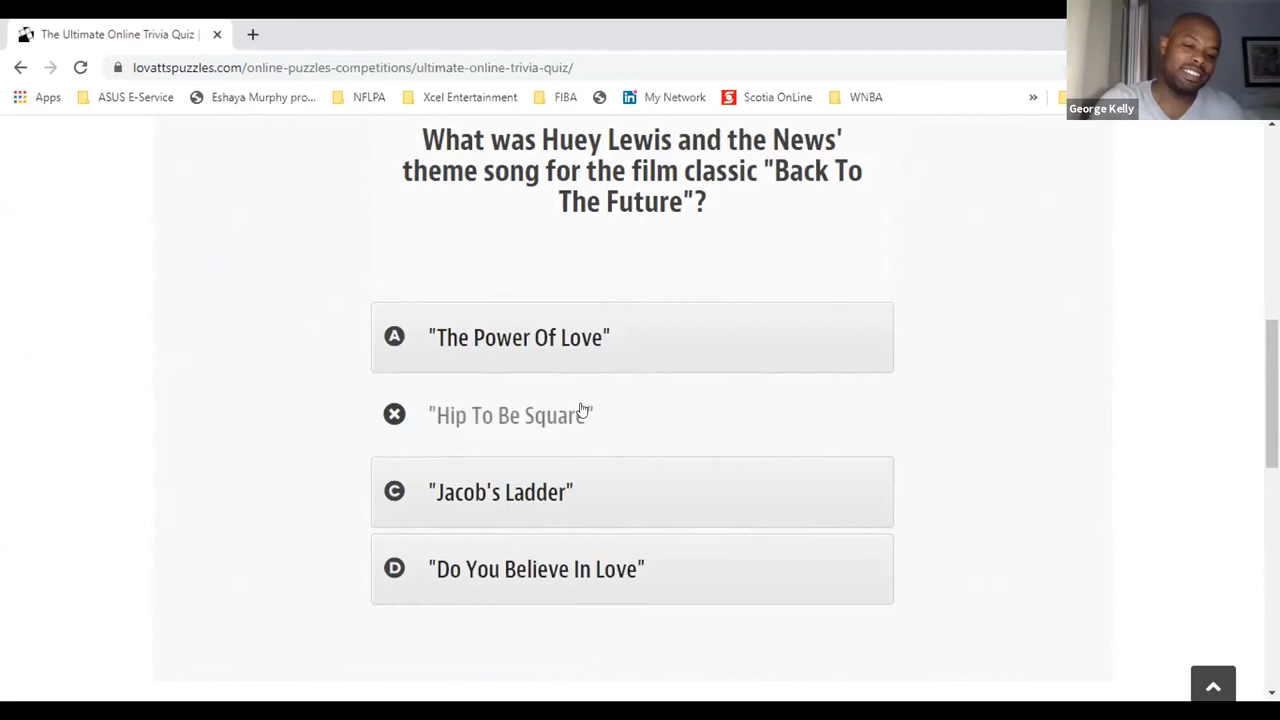 The Ultimate Online Trivia Quiz |
lovattspuzzles.com/online-puzzles-competitions/ultimate-online-trivia-quiz/
Apps ASUS E-Service Eshaya Murphy pro... NFLPA Xcel Entertainment FIBA My Network Scotia OnLine WNBA »
George Kelly
What was Huey Lewis and the News'
theme song for the film classic "Back To
The Future"?
A "The Power Of Love"
"Hip To Be Square"
C "Jacob's Ladder"
D "Do You Believe In Love"